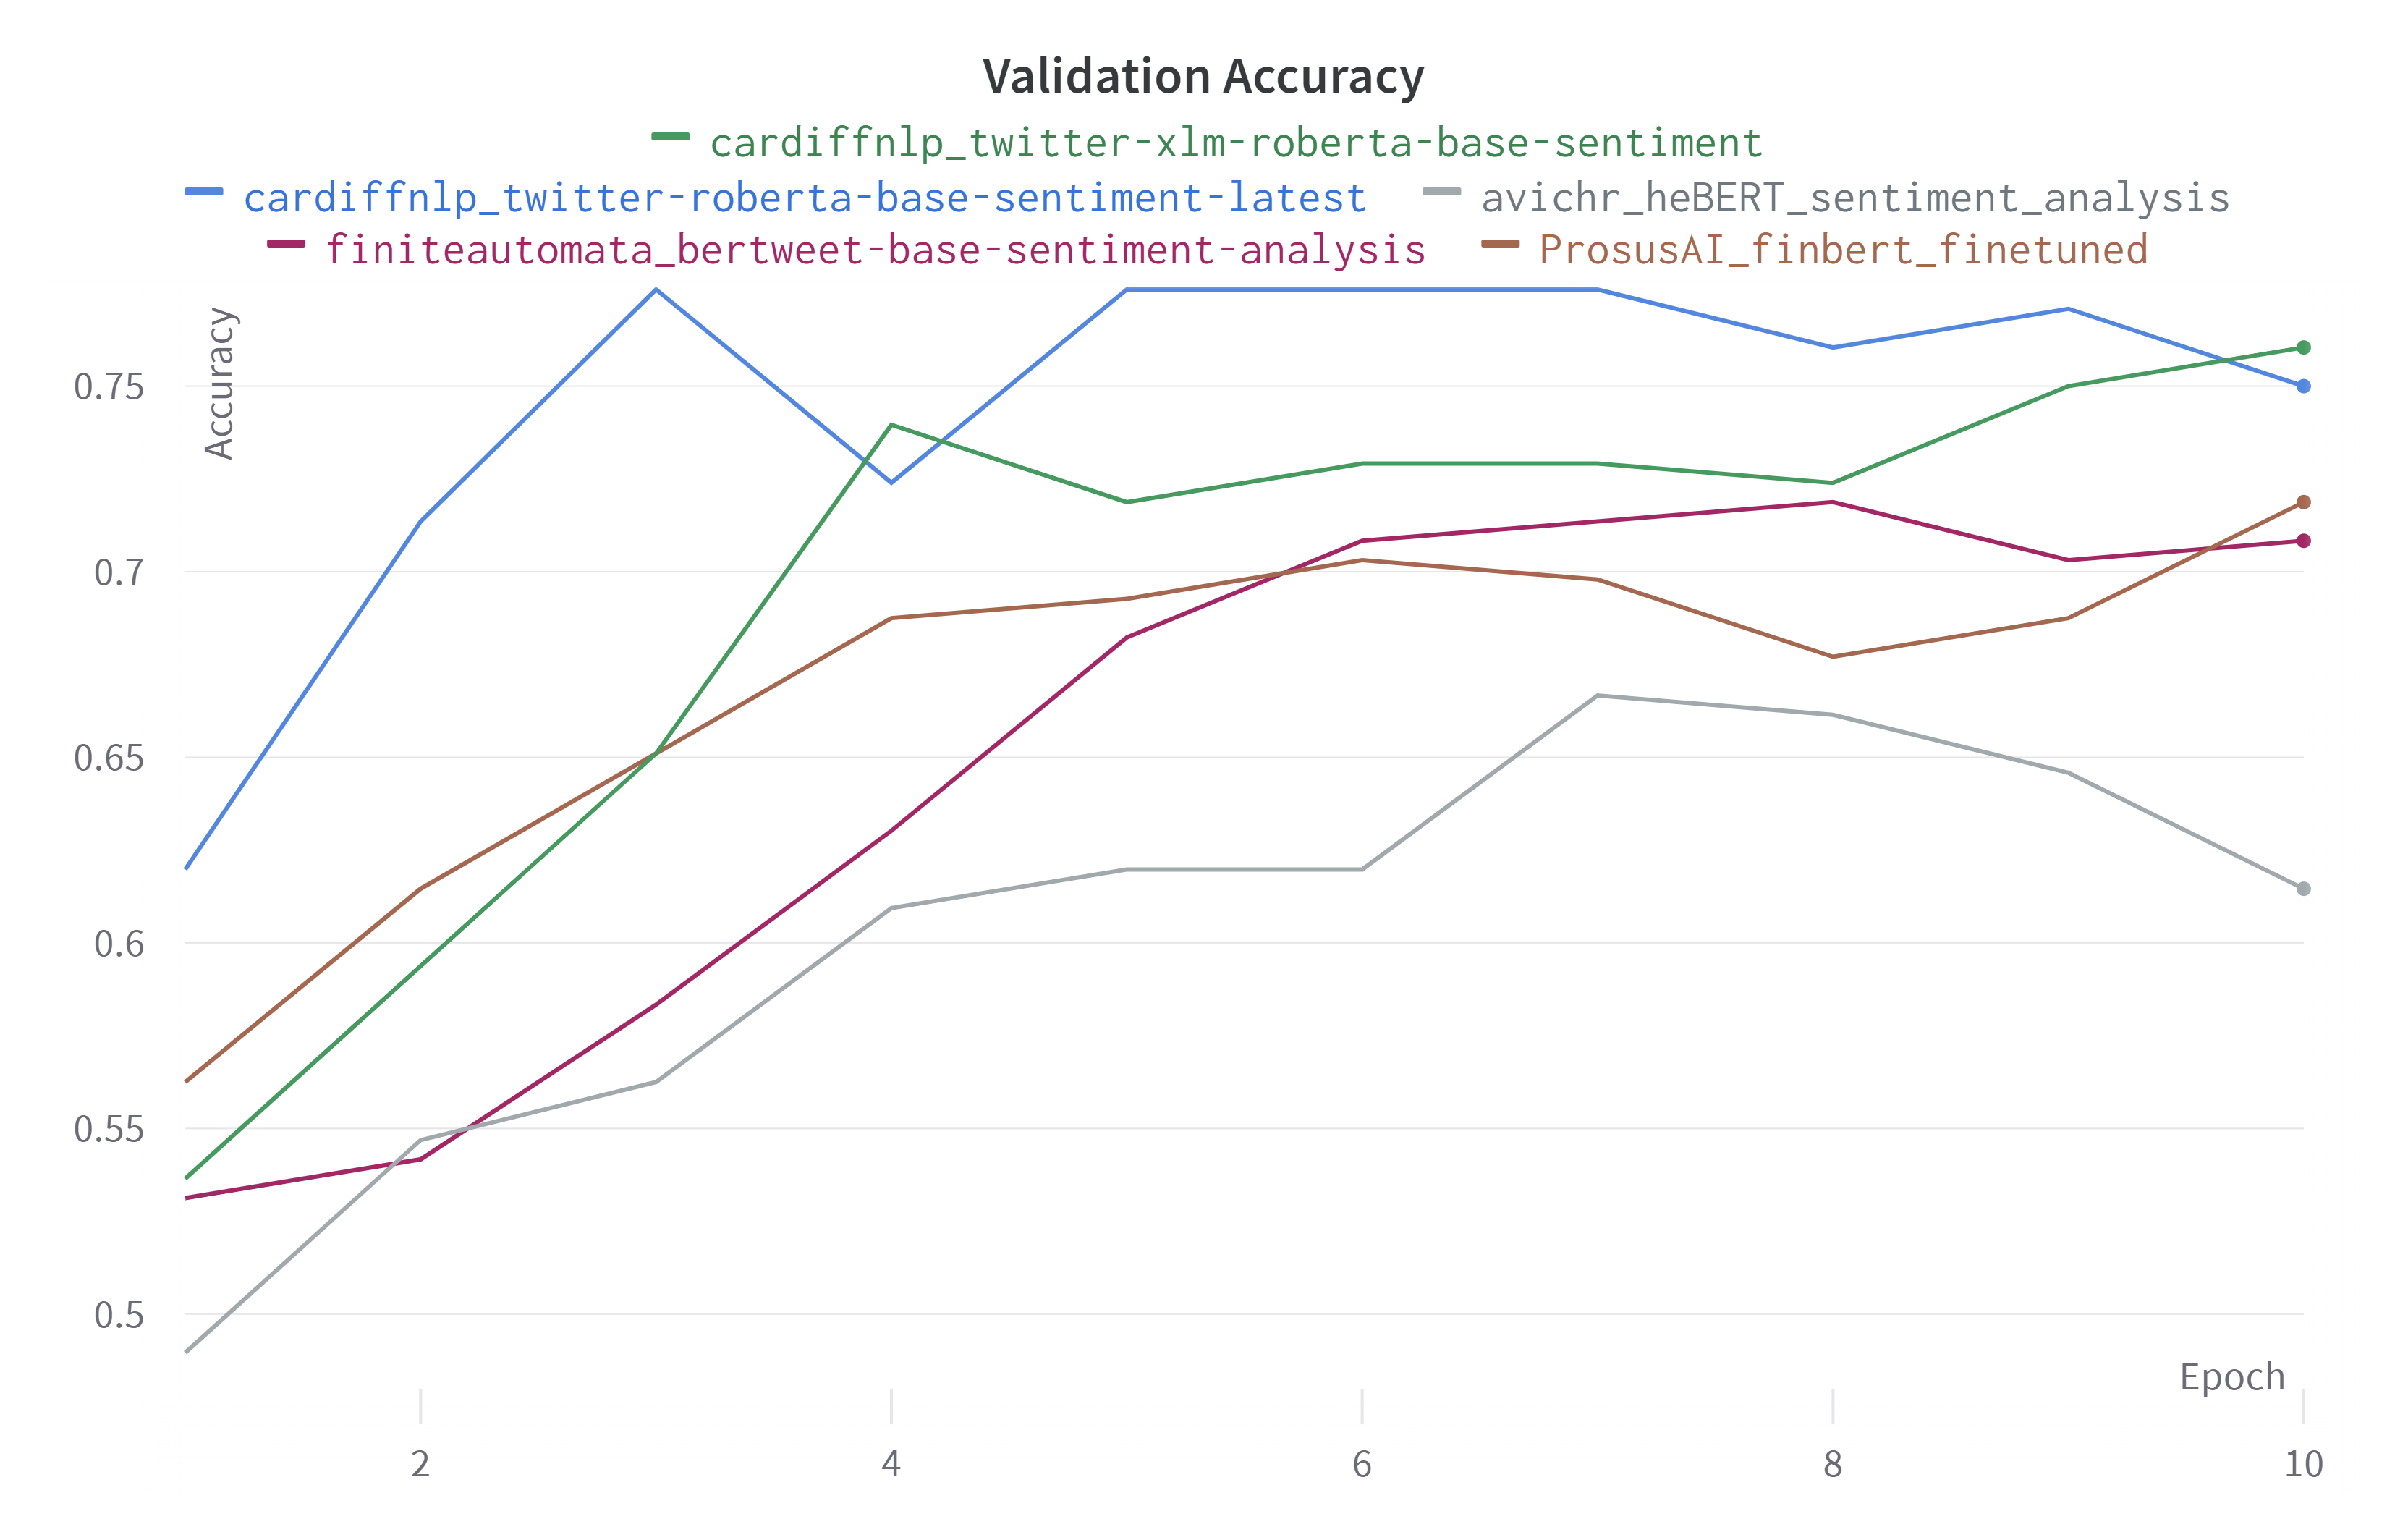 Validation Accuracy
cardiffnlp_twitter-xlm-roberta-base-sentiment
cardiffnlp_twitter-roberta-base-sentiment-latest avichr_heBERT_sentiment_analysis
finiteautomata_bertweet-base-sentiment-analysis ProsusAI_finbert_finetuned
Accuracy
0.75
0.7
0.65
0.6
0.55
0.5
Epoch
2 4 6 8 10